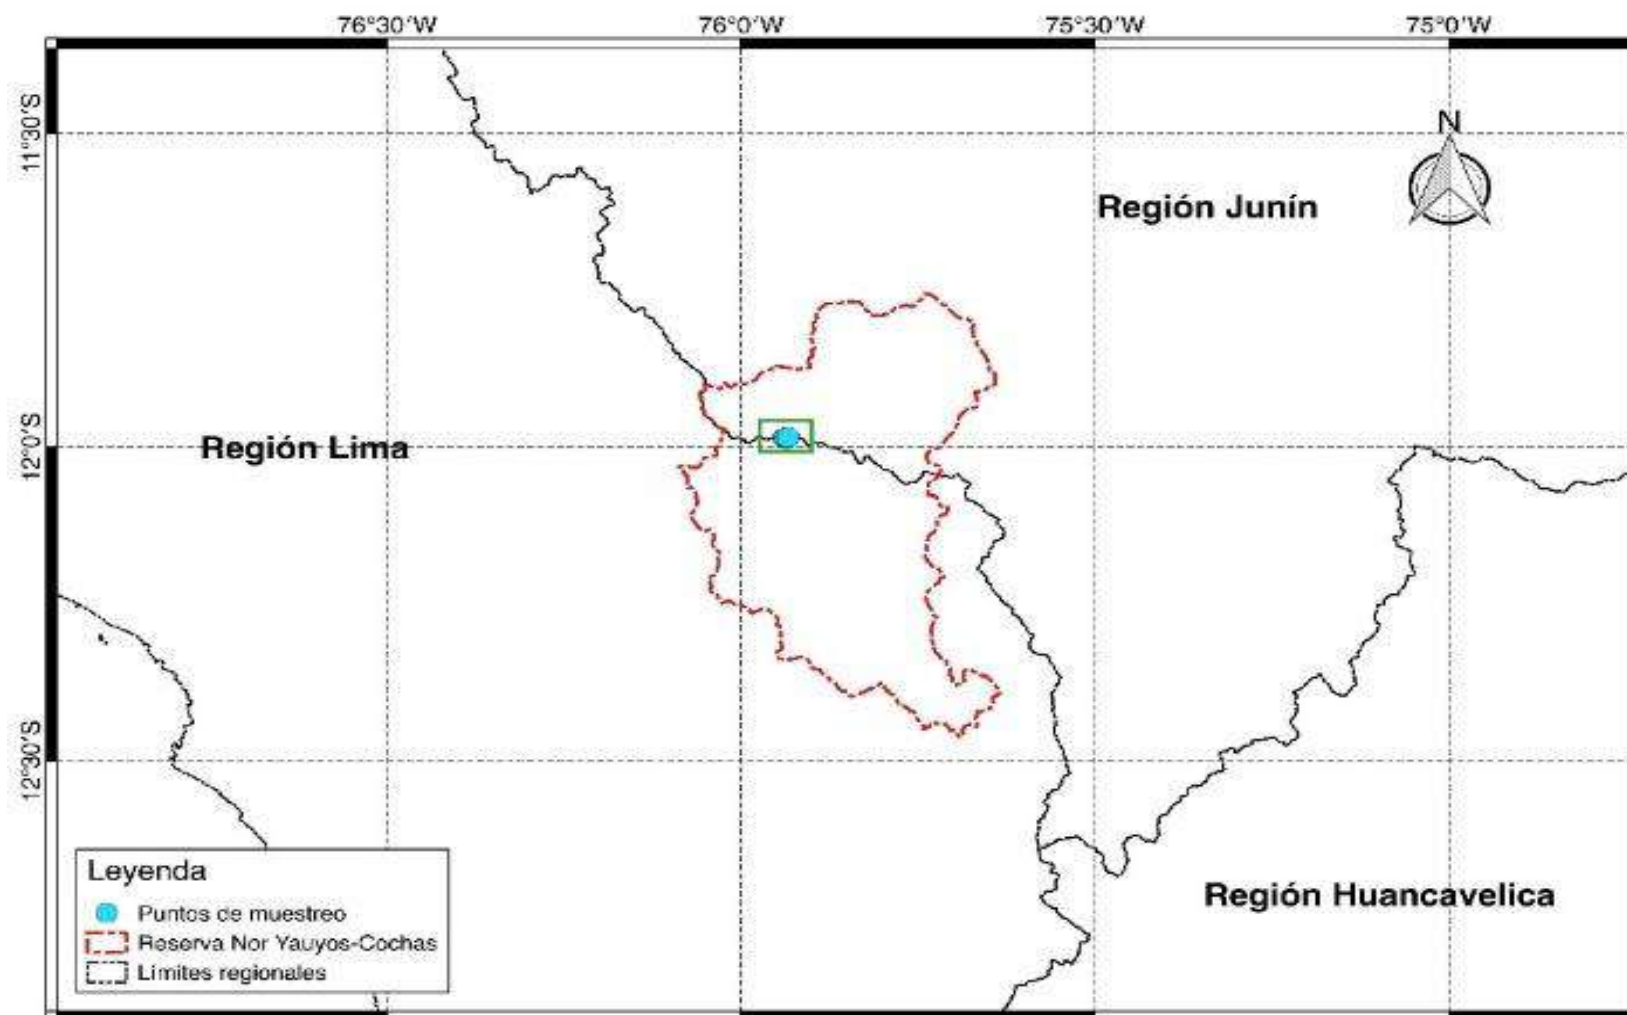 76°30'W 76°0'W 75°30'W 75°0'W
11°30'S
N
Región Junín
12°0'S
Región Lima
12°30'S
Leyenda
Puntos de muestreo
Reserva Nor Yauyos-Cochas
Límites regionales
Región Huancavelica